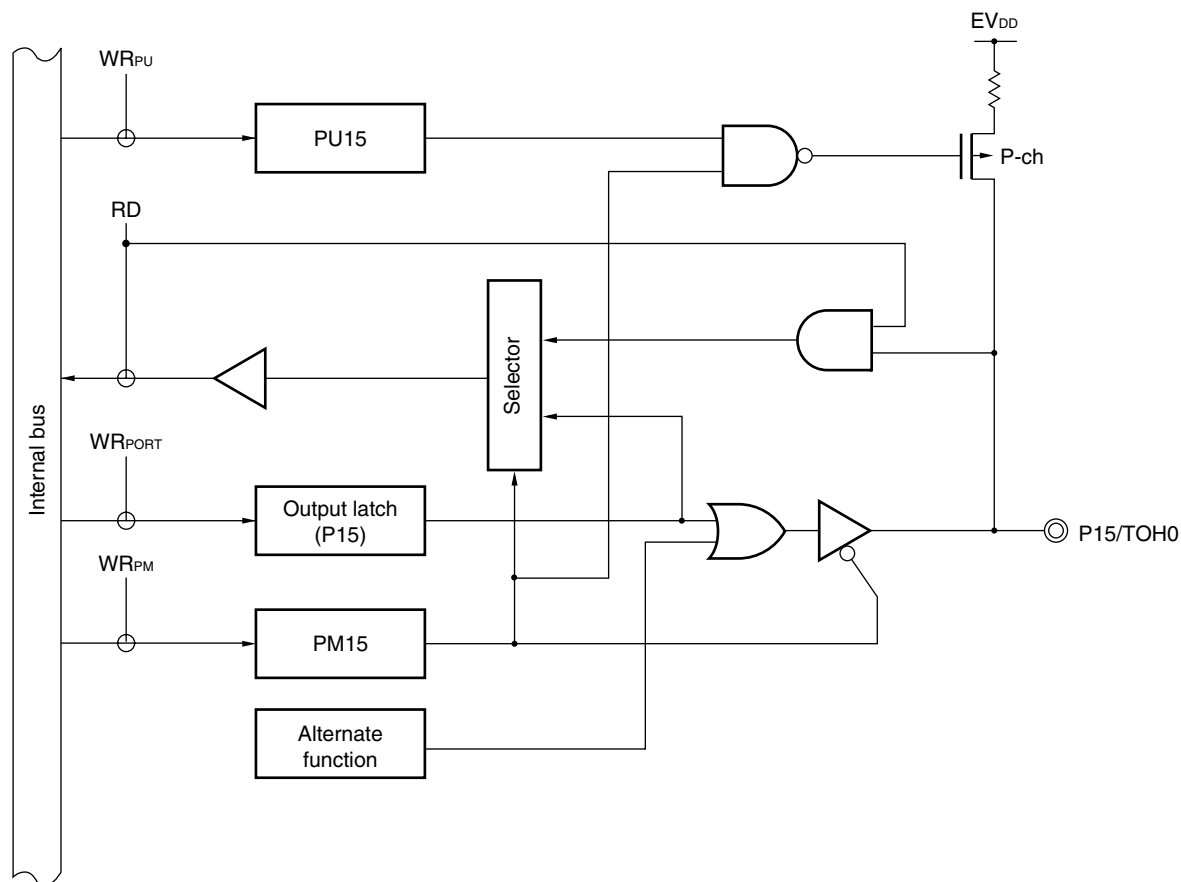 EVDD
WRPU
PU15
P-ch
RD
Selector
Internal bus
WRPORT
Output latch
(P15)
P15/TOH0
WRPM
PM15
Alternate
function